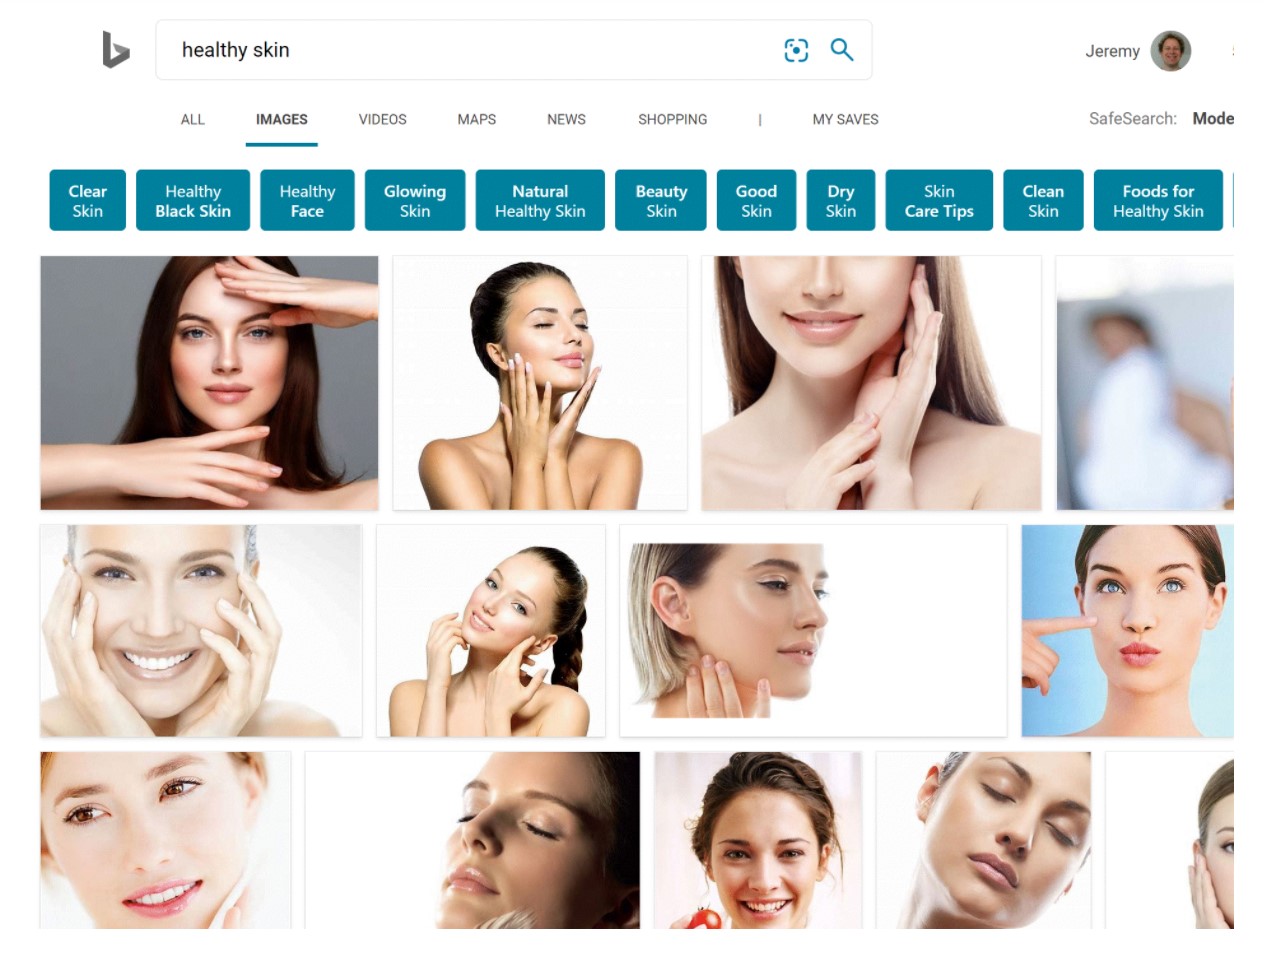 healthy skin
Jeremy
ALL IMAGES VIDEOS MAPS NEWS SHOPPING | MY SAVES
SafeSearch: Mode
Clear
Skin
Healthy
Black Skin
Healthy
Face
Glowing
Skin
Natural
Healthy Skin
Beauty
Skin
Good
Skin
Dry
Skin
Skin
Care Tips
Clean
Skin
Foods for
Healthy Skin